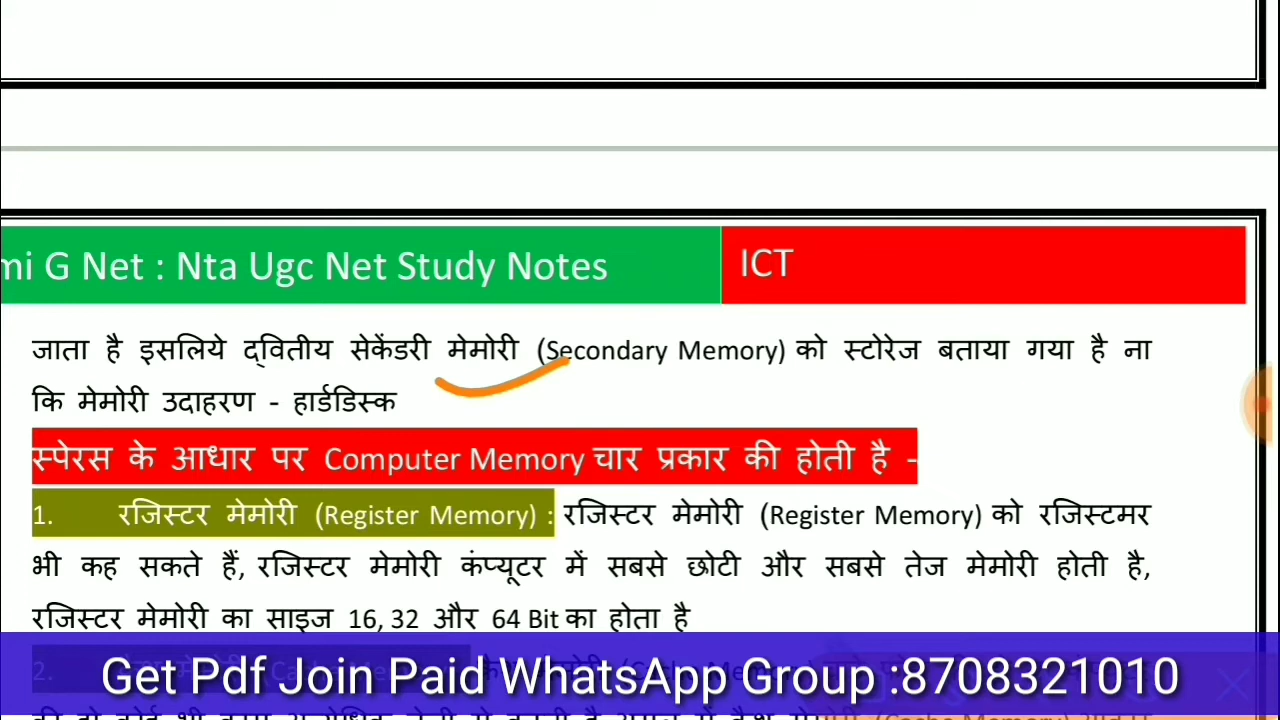 mi G Net : Nta Ugc Net Study Notes
ICT
जाता है इसलिये द्वितीय सेकेंडरी मेमोरी (Secondary Memory) को स्टोरेज बताया गया है ना
कि मेमोरी उदाहरण - हार्डडिस्क
स्पेरस के आधार पर Computer Memory चार प्रकार की होती है -
1. रजिस्टर मेमोरी (Register Memory) : रजिस्टर मेमोरी (Register Memory) को रजिस्टमर
भी कह सकते हैं, रजिस्टर मेमोरी कंप्यूटर में सबसे छोटी और सबसे तेज मेमोरी होती है,
रजिस्टर मेमोरी का साइज 16, 32 और 64 Bit का होता है
2.
Get Pdf Join Paid WhatsApp Group :8708321010